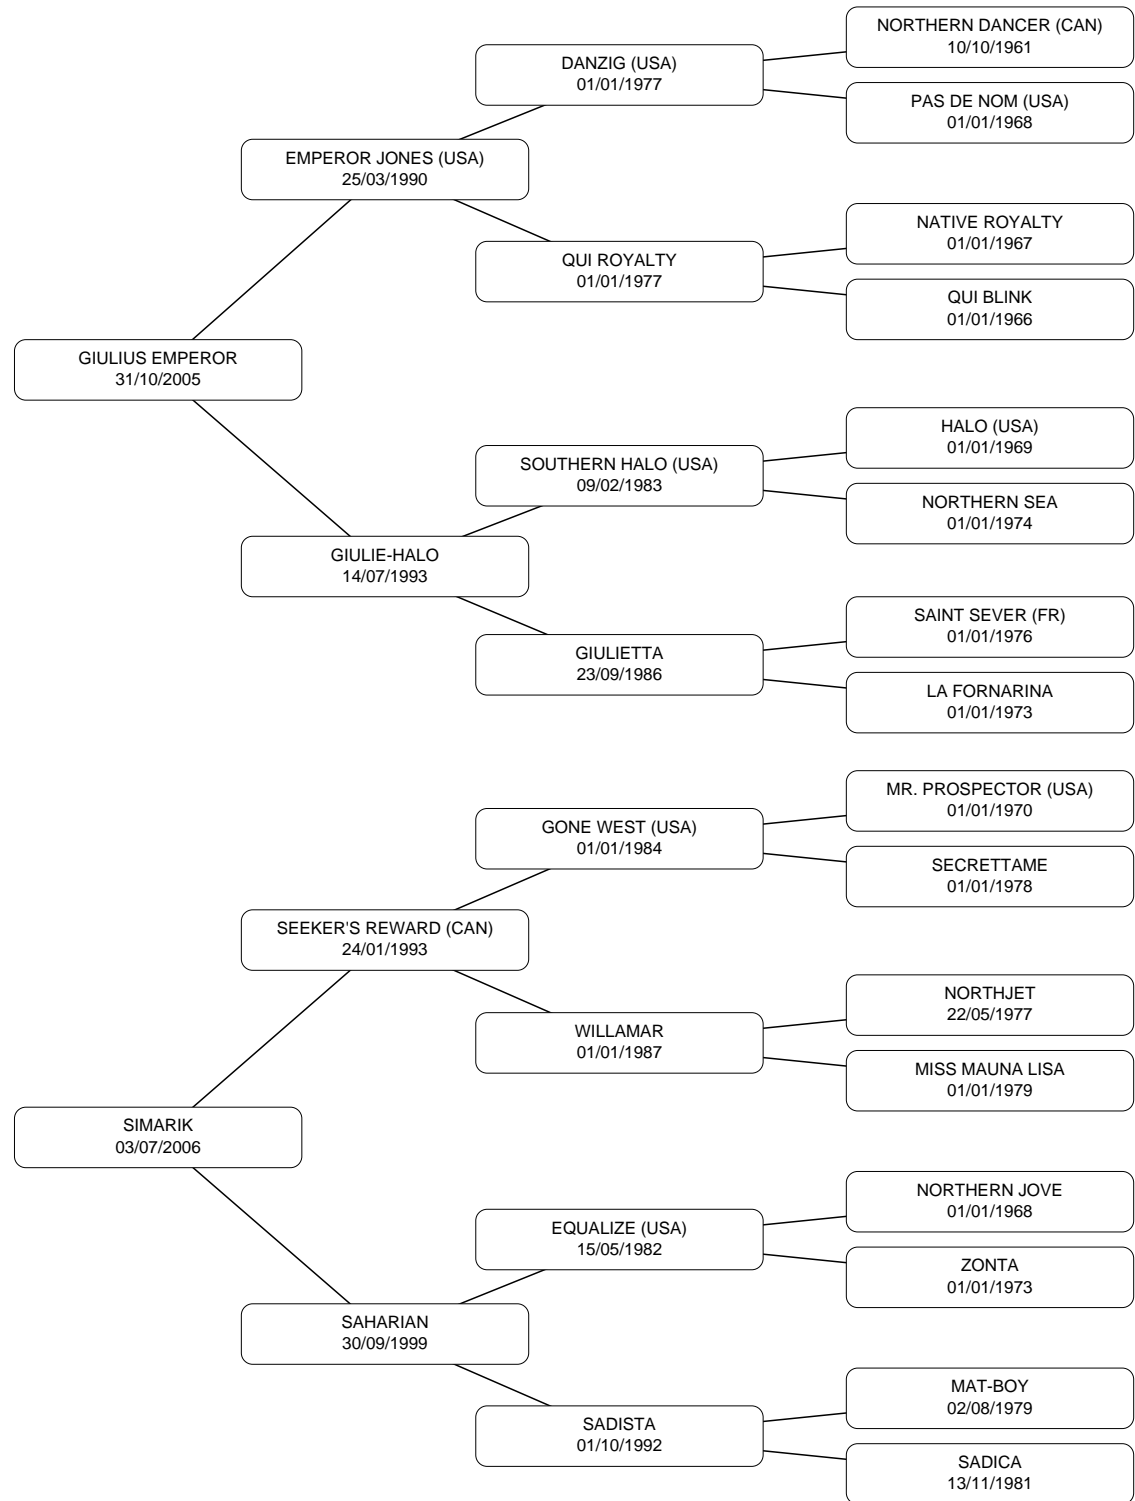 NORTHERN DANCER (CAN)
10/10/1961
DANZIG (USA)
01/01/1977
PAS DE NOM (USA)
01/01/1968
EMPEROR JONES (USA)
25/03/1990
NATIVE ROYALTY
01/01/1967
QUI ROYALTY
01/01/1977
QUI BLINK
01/01/1966
GIULIUS EMPEROR
31/10/2005
HALO (USA)
01/01/1969
SOUTHERN HALO (USA)
09/02/1983
NORTHERN SEA
01/01/1974
GIULIE-HALO
14/07/1993
SAINT SEVER (FR)
01/01/1976
GIULIETTA
23/09/1986
LA FORNARINA
01/01/1973
MR. PROSPECTOR (USA)
01/01/1970
GONE WEST (USA)
01/01/1984
SECRETTAME
01/01/1978
SEEKER'S REWARD (CAN)
24/01/1993
NORTHJET
22/05/1977
WILLAMAR
01/01/1987
MISS MAUNA LISA
01/01/1979
SIMARIK
03/07/2006
NORTHERN JOVE
01/01/1968
EQUALIZE (USA)
15/05/1982
ZONTA
01/01/1973
SAHARIAN
30/09/1999
MAT-BOY
02/08/1979
SADISTA
01/10/1992
SADICA
13/11/1981